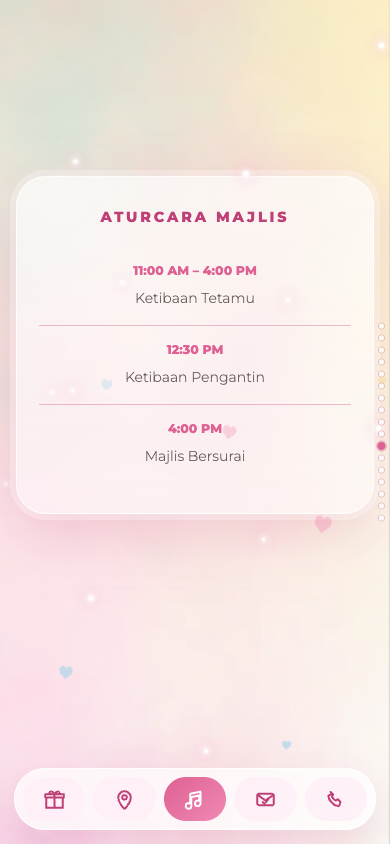 ATURCARA MAJLIS
11:00 AM – 4:00 PM
Ketibaan Tetamu
12:30 PM
Ketibaan Pengantin
4:00 PM
Majlis Bersurai